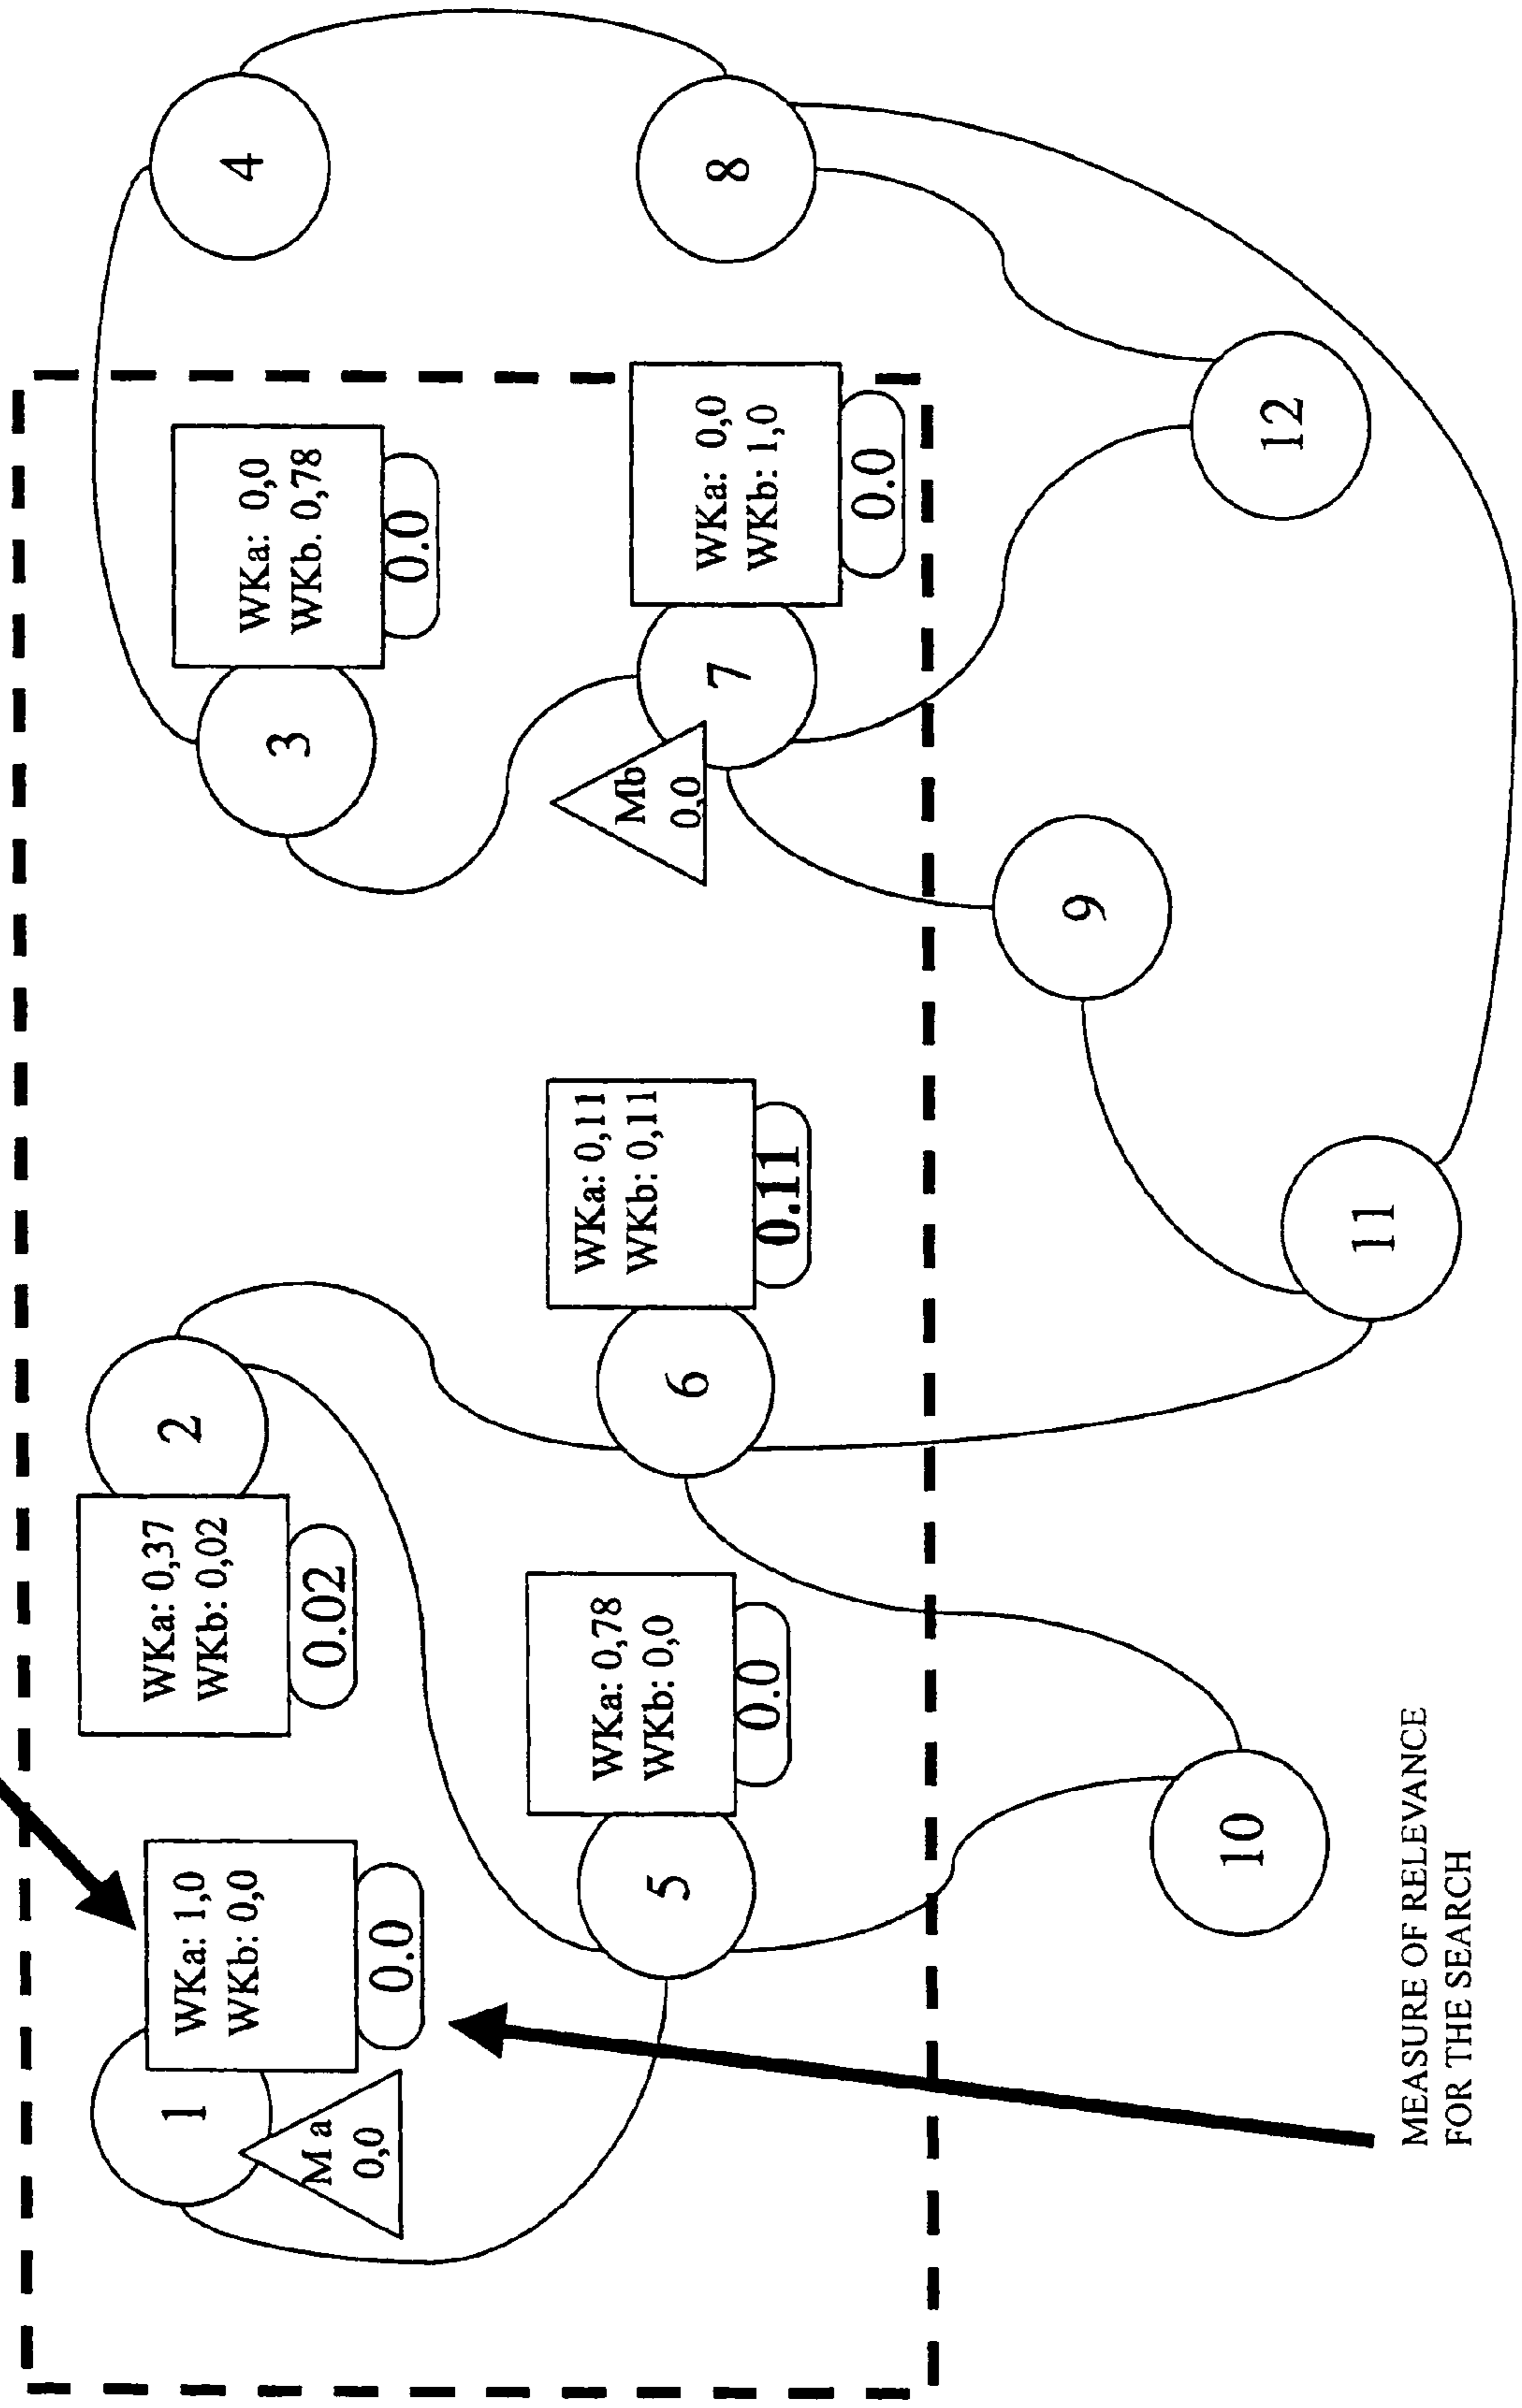 1
WKa: 1,0
WKb: 0,0
0.0
M a
0,0
WKa: 0,37
WKb: 0,02
0.02
2
3
WKa: 0,0
WKb. 0,78
0.0
4
5
WKa: 0,78
WKb: 0,0
0.0
6
WKa: 0,11
WKb: 0,11
0.11
Mb
0,0
7
WKa: 0,0
WKb: 1,0
0.0
8
9
10
11
12
MEASURE OF RELEVANCE
FOR THE SEARCH